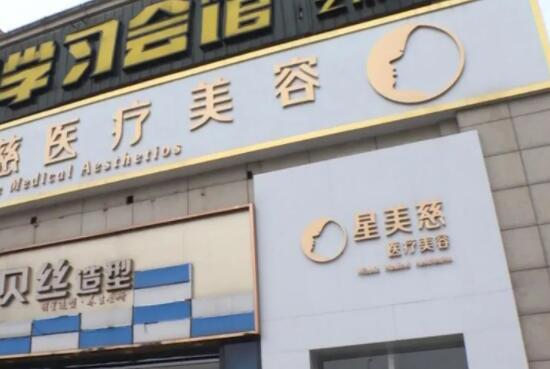 学习会馆
慈医疗美容
Medical Aesthetios
星美慈
医疗美容
贝丝造型